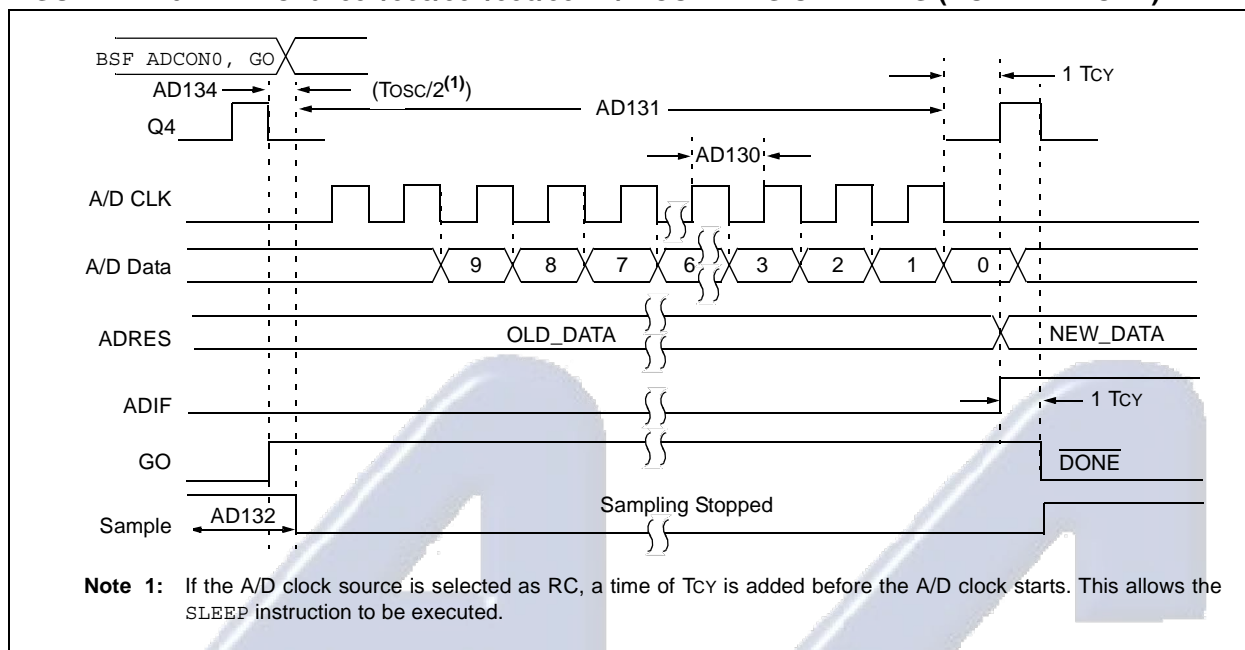 BSF ADCON0, GO
AD134
(TOSC/2(1))
1 TCY
Q4
AD131
AD130
A/D CLK
A/D Data
9 8 7 6 3 2 1 0
ADRES
OLD_DATA
NEW_DATA
ADIF
1 TCY
GO
DONE
Sample
AD132
Sampling Stopped
Note 1: If the A/D clock source is selected as RC, a time of TCY is added before the A/D clock starts. This allows the
SLEEP instruction to be executed.